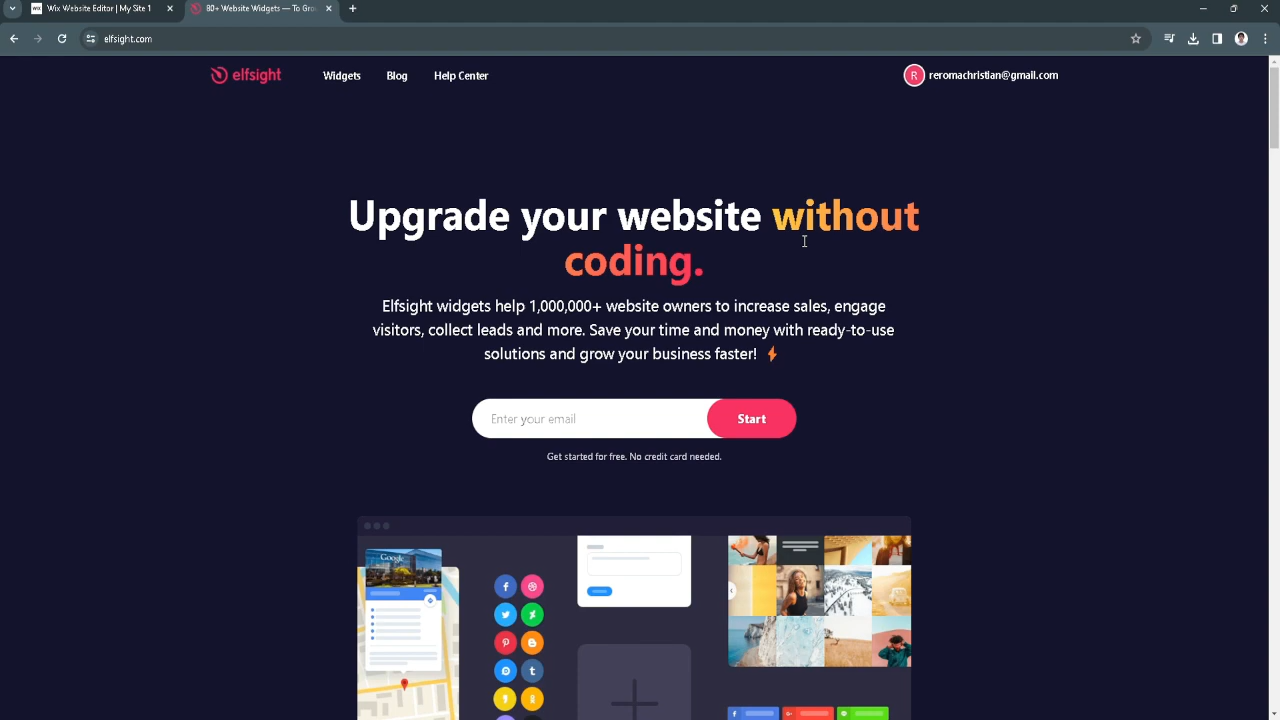 Wix Website Editor | My Site 1
80+ Website Widgets — To Gro
elfsight.com
elfsight
Widgets
Blog
Help Center
R
reromachristian@gmail.com
Upgrade your website without
coding.
Elfsight widgets help 1,000,000+ website owners to increase sales, engage
visitors, collect leads and more. Save your time and money with ready-to-use
solutions and grow your business faster!
Enter your email
Start
Get started for free. No credit card needed.
Google